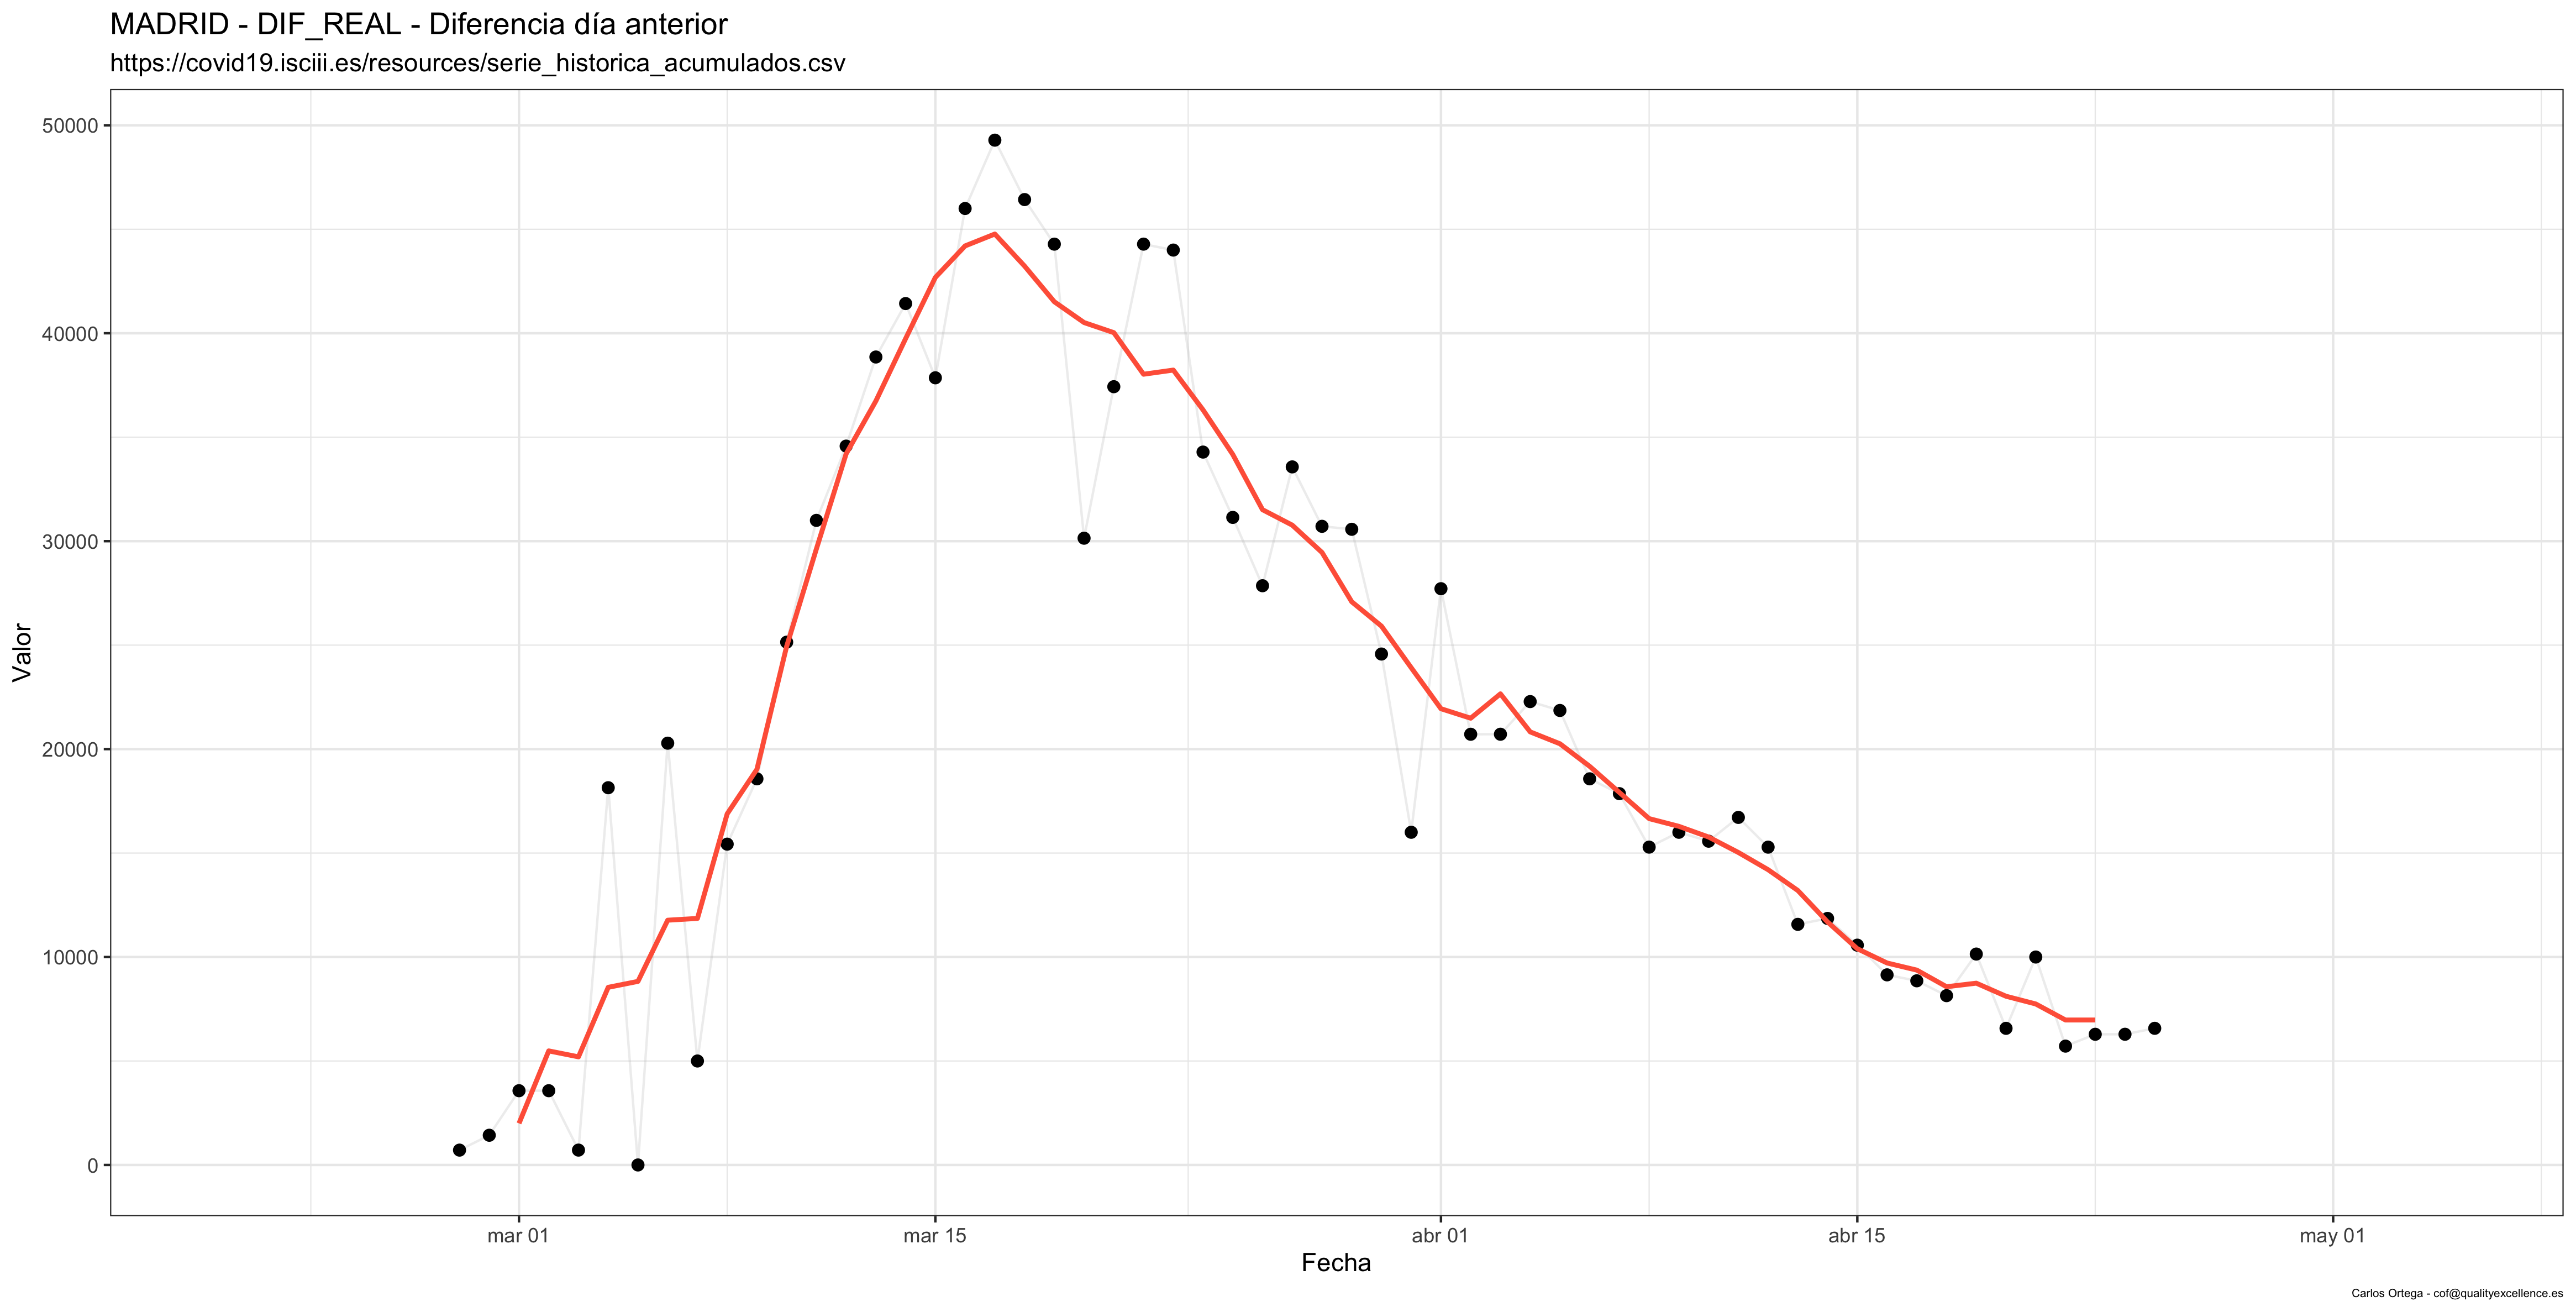 MADRID - DIF_REAL - Diferencia día anterior
https://covid19.isciii.es/resources/serie_historica_acumulados.csv
50000
40000
30000
20000
10000
0
Valor
mar 01
mar 15
abr 01
abr 15
may 01
Fecha
Carlos Ortega - cof@qualityexcellence.es